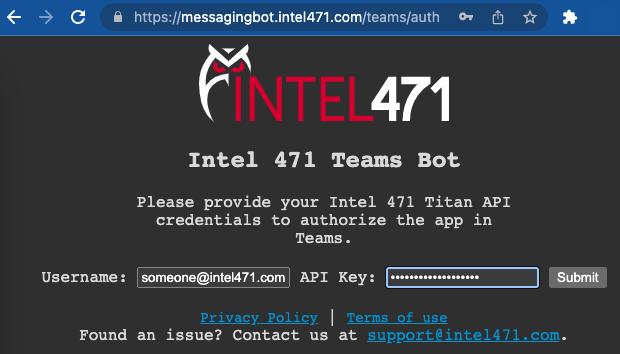 https://messagingbot.intel471.com/teams/auth
INTEL471
Intel 471 Teams Bot
Please provide your Intel 471 Titan API
credentials to authorize the app in
Teams.
Username: someone@intel471.com API Key: •••••••••••••••••• Submit
Privacy Policy | Terms of use
Found an issue? Contact us at support@intel471.com.